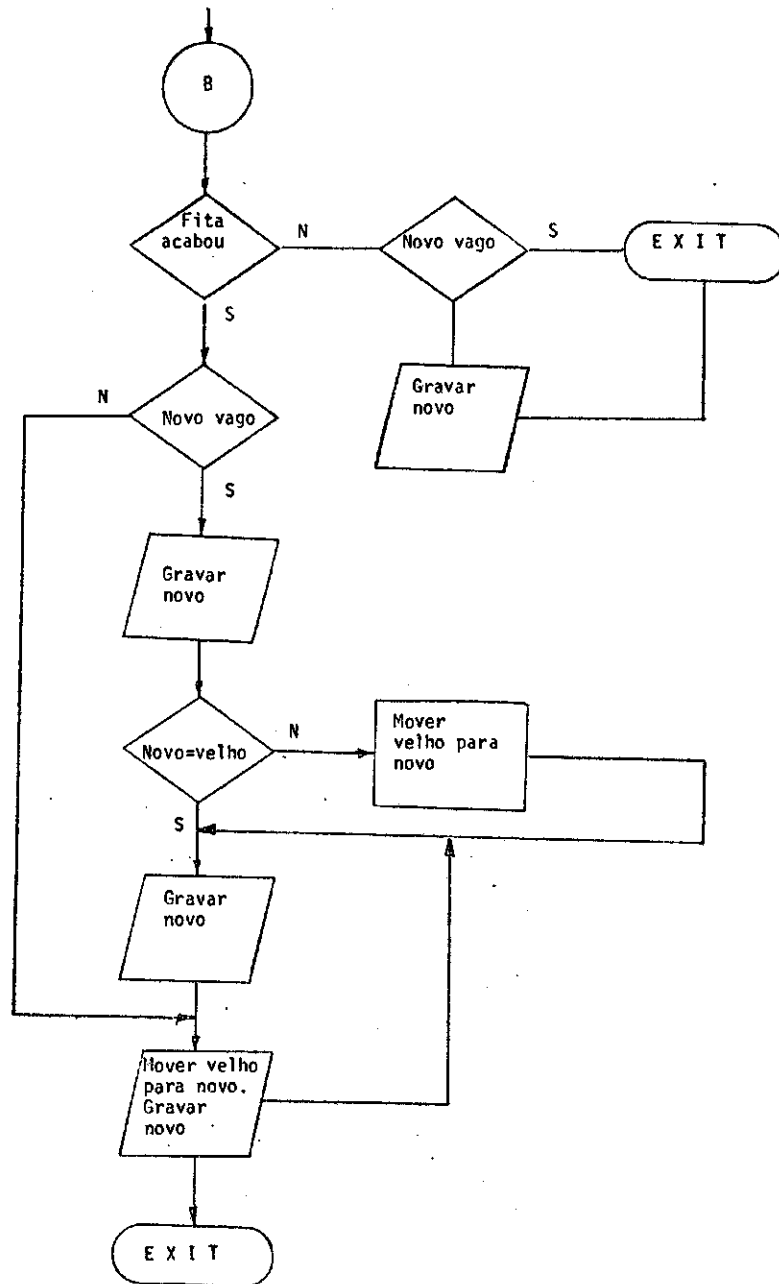 B
Fita
acabou
N
Novo vago
S
E X I T
S
Gravar
novo
N
Novo vago
S
Gravar
novo
Novo=velho
N
Mover
velho para
novo
S
Gravar
novo
Mover velho
para novo.
Gravar
novo
E X I T